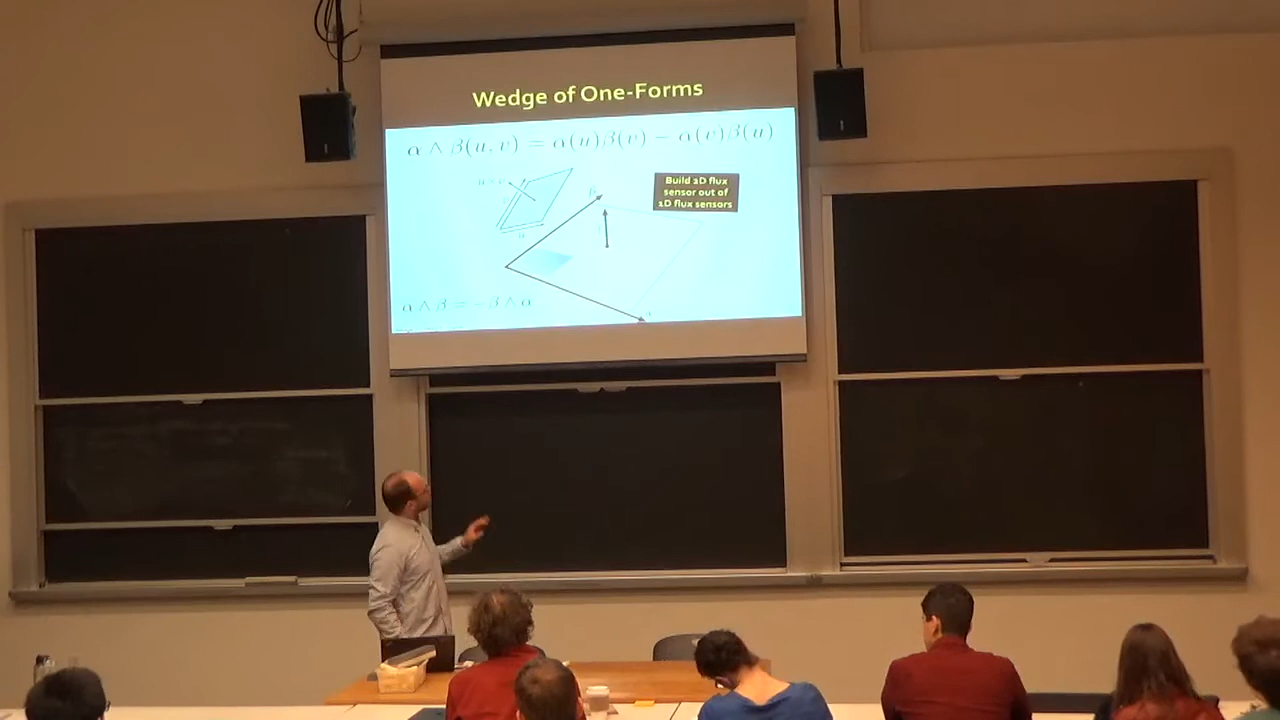 Wedge of One-Forms
α ∧ β(u, v) = α(u)β(v) − α(v)β(u)
Build 2D flux
sensor out of
1D flux sensors
β
u
α ∧ β = −β ∧ α